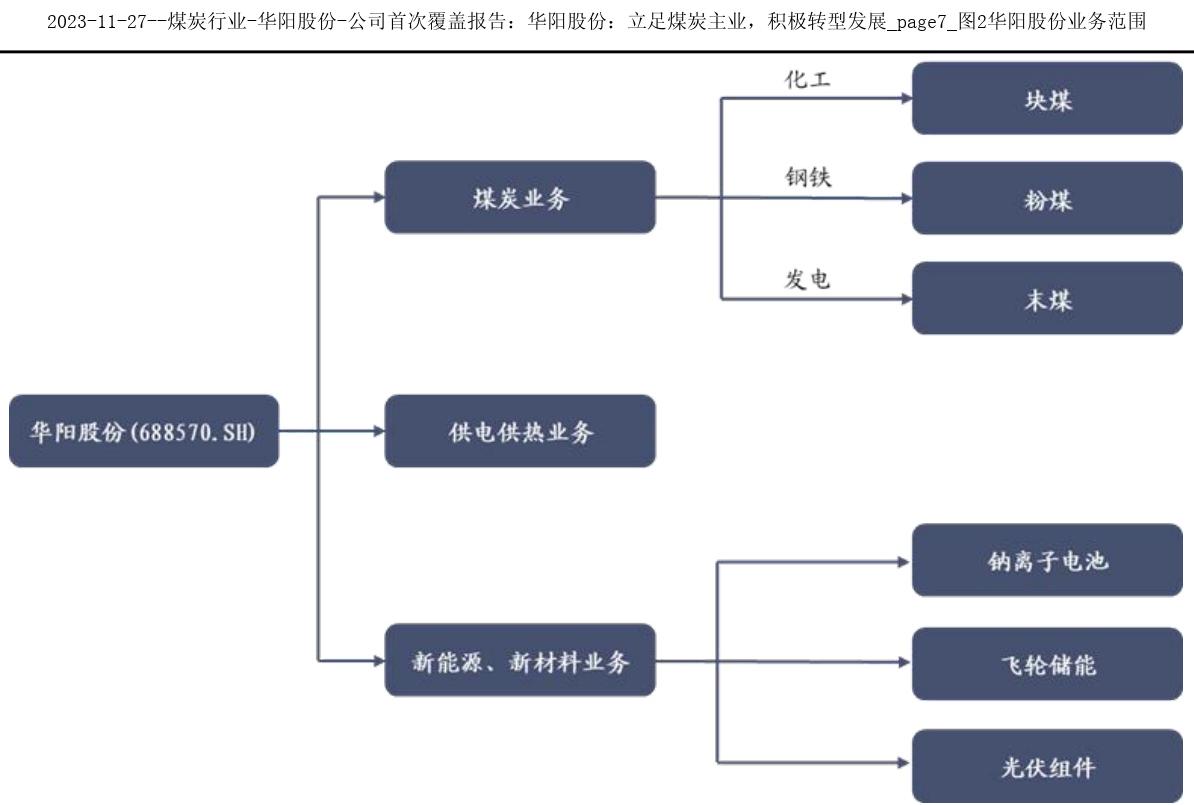 2023-11-27--煤炭行业-华阳股份-公司首次覆盖报告：华阳股份：立足煤炭主业，积极转型发展_page7_图2华阳股份业务范围
化工
块煤
煤炭业务
钢铁
粉煤
发电
末煤
华阳股份(688570.SH)
供电供热业务
钠离子电池
新能源、新材料业务
飞轮储能
光伏组件